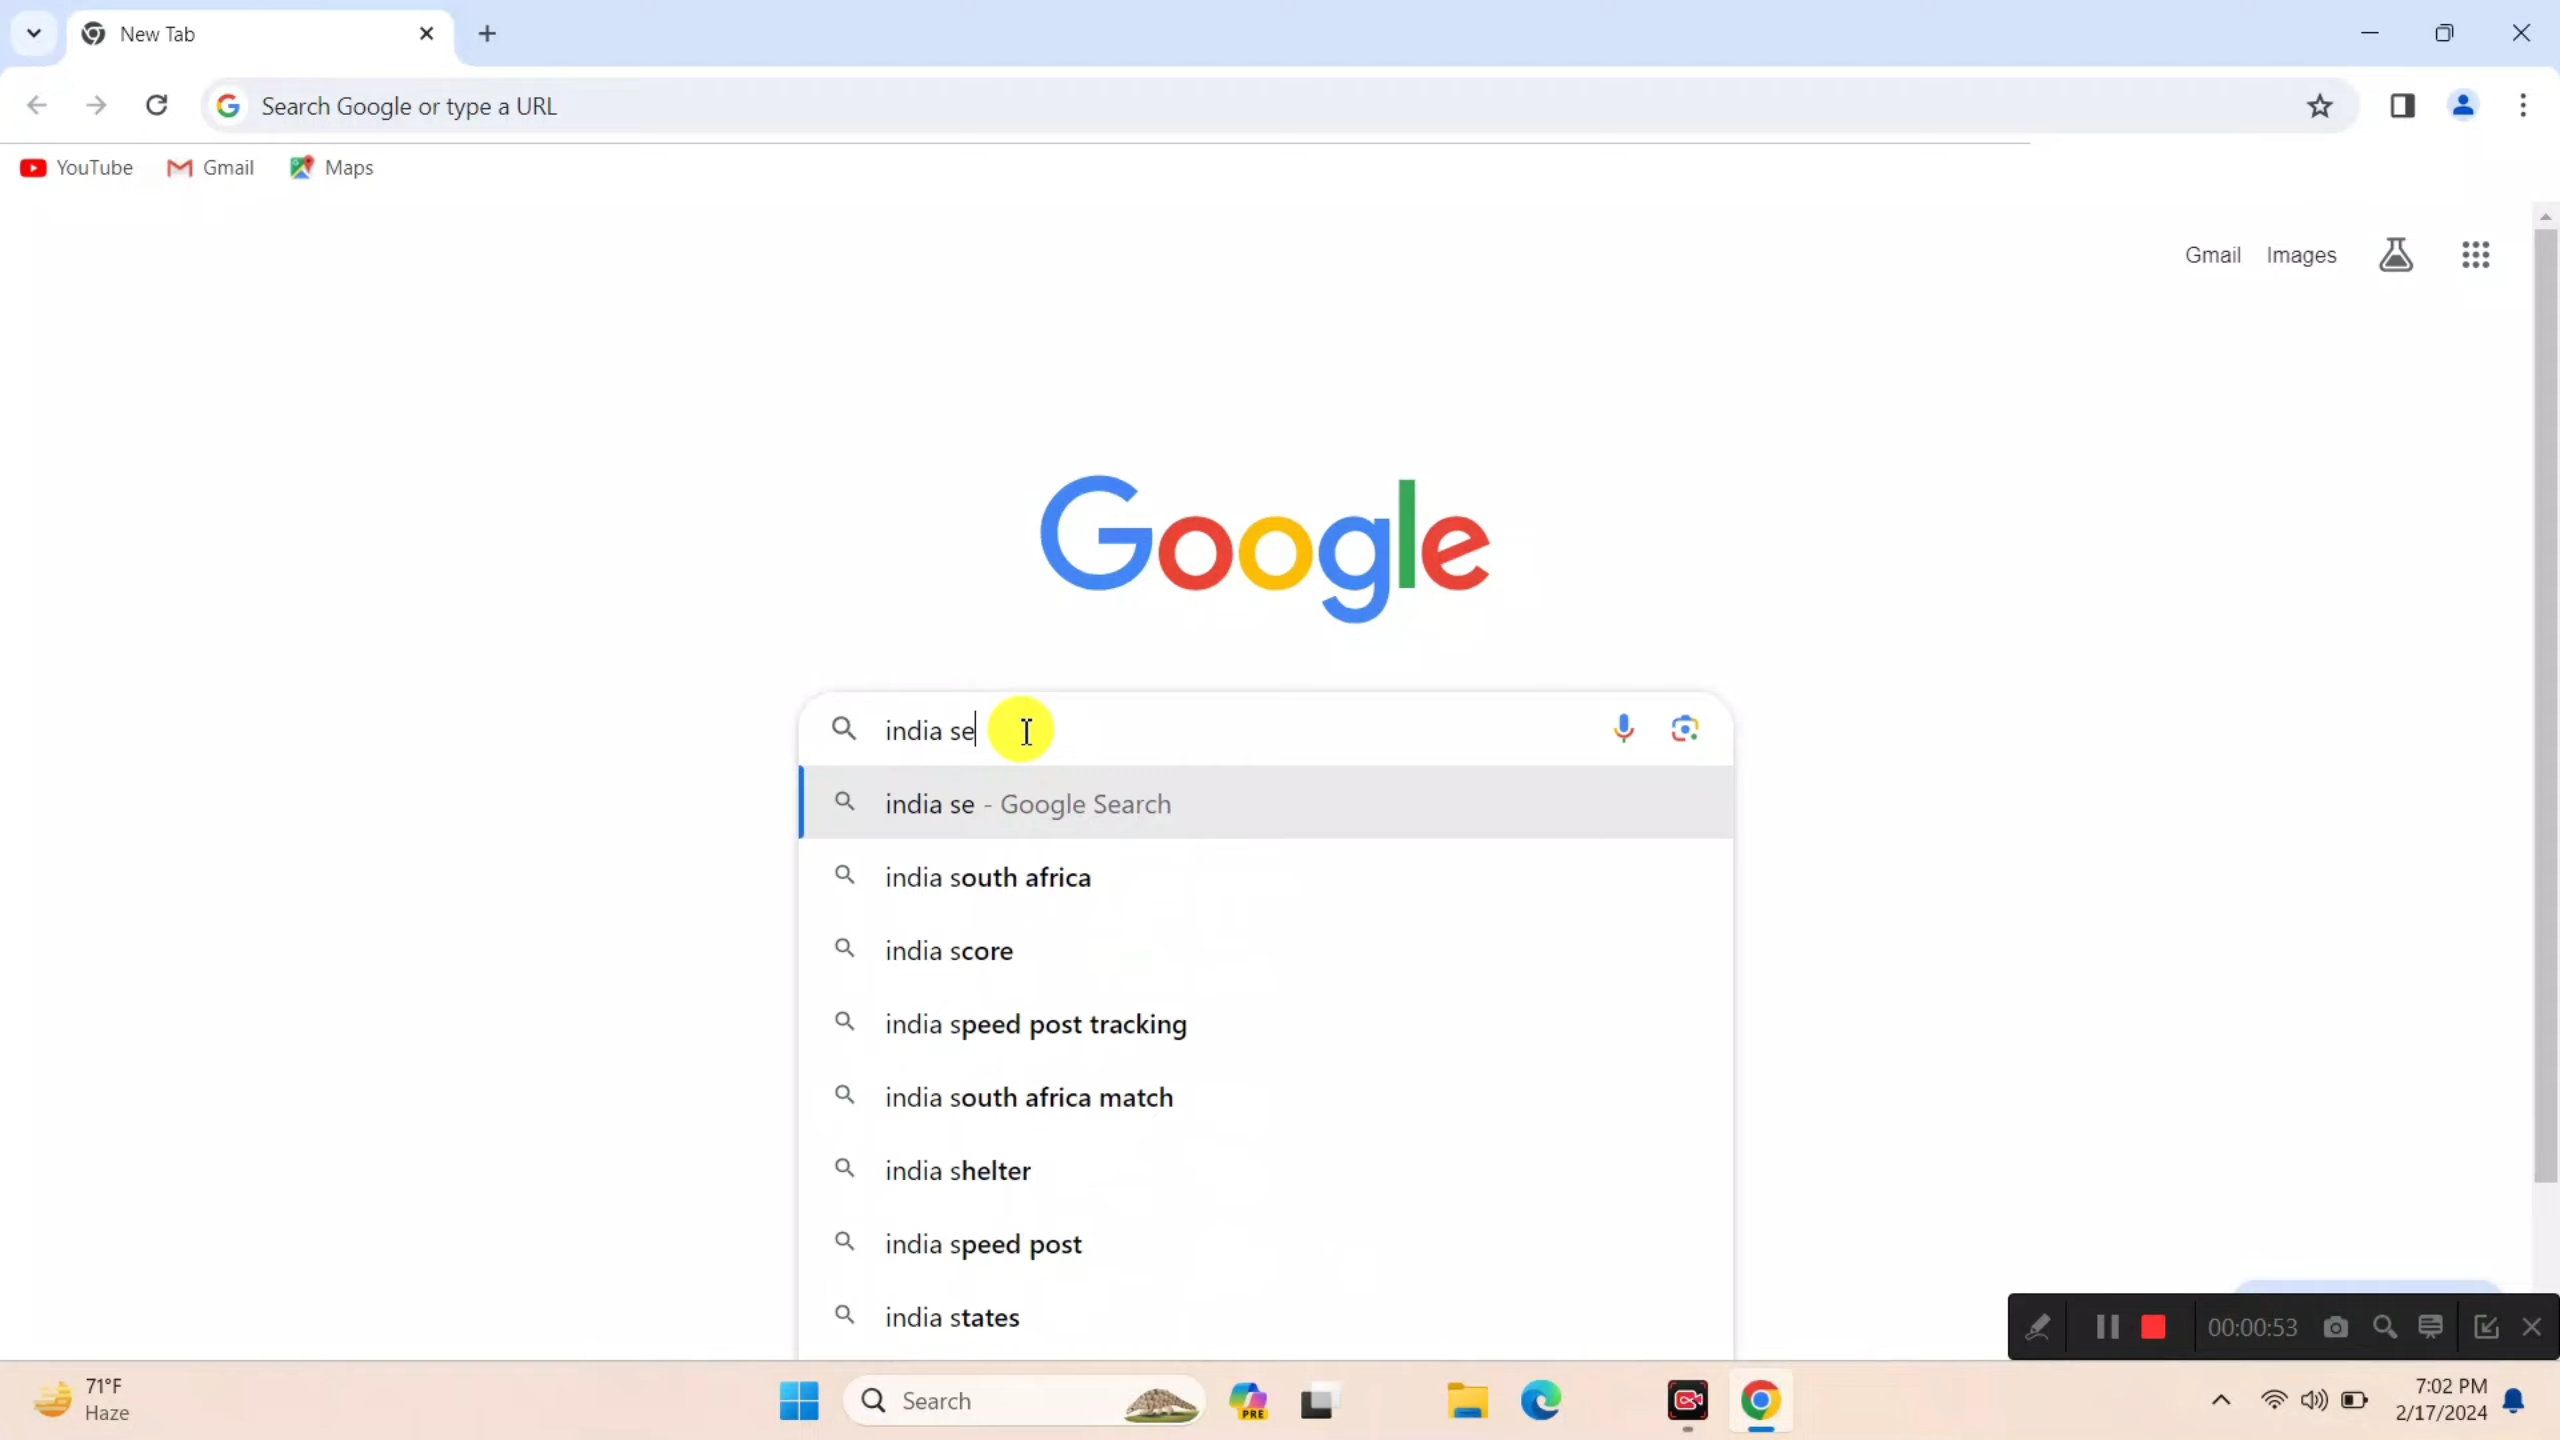 New Tab
Search Google or type a URL
YouTube Gmail Maps
Gmail Images
Google
india se
india se - Google Search
india south africa
india score
india speed post tracking
india south africa match
india shelter
india speed post
india states
00:00:53
71°F
Haze
Search
PRE
7:02 PM
2/17/2024